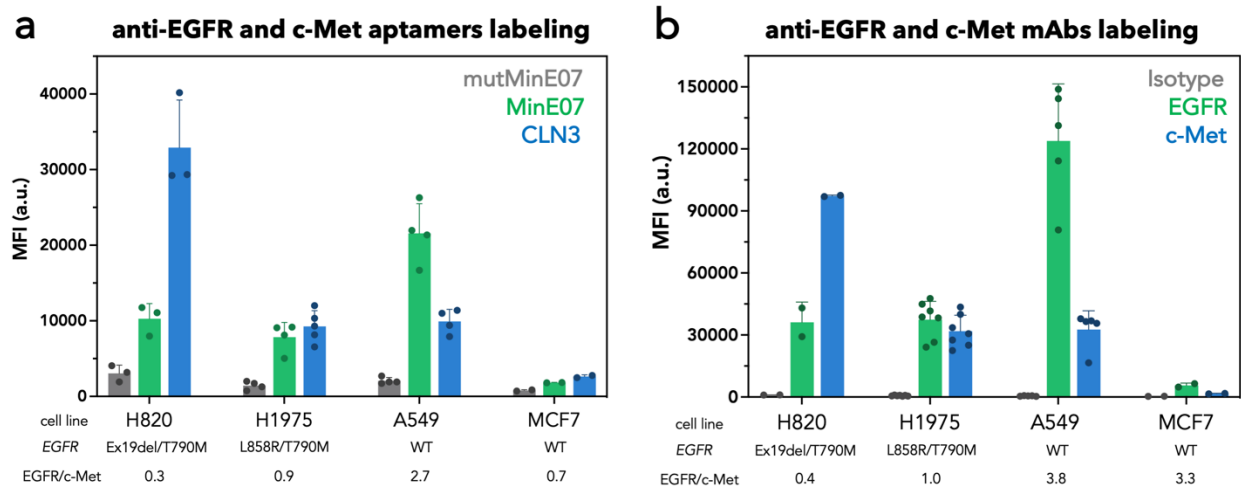 a
anti-EGFR and c-Met aptamers labeling
mutMinE07
MinE07
CLN3
MFI (a.u.)
40000
30000
20000
10000
0
cell line H820 H1975 A549 MCF7
EGFR Ex19del/T790M L858R/T790M WT WT
EGFR/c-Met 0.3 0.9 2.7 0.7
b
anti-EGFR and c-Met mAbs labeling
Isotype
EGFR
c-Met
MFI (a.u.)
150000
120000
90000
60000
30000
0
cell line H820 H1975 A549 MCF7
EGFR Ex19del/T790M L858R/T790M WT WT
EGFR/c-Met 0.4 1.0 3.8 3.3